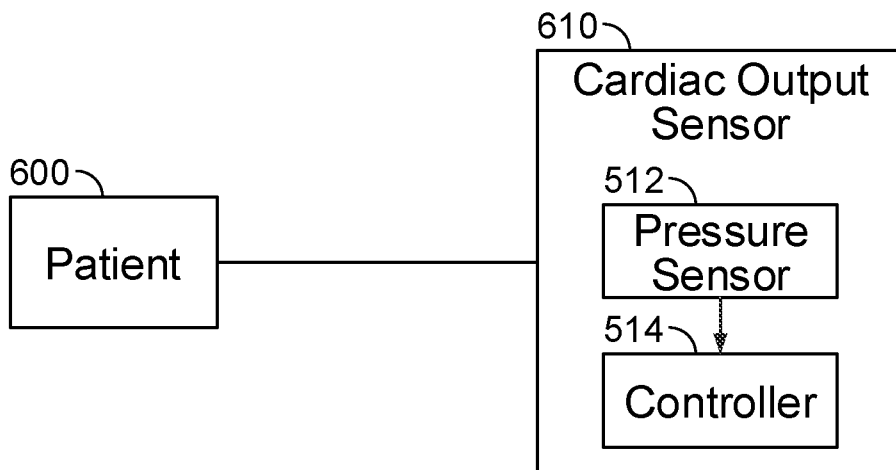 610
Cardiac Output
Sensor
600
Patient
512
Pressure
Sensor
514
Controller